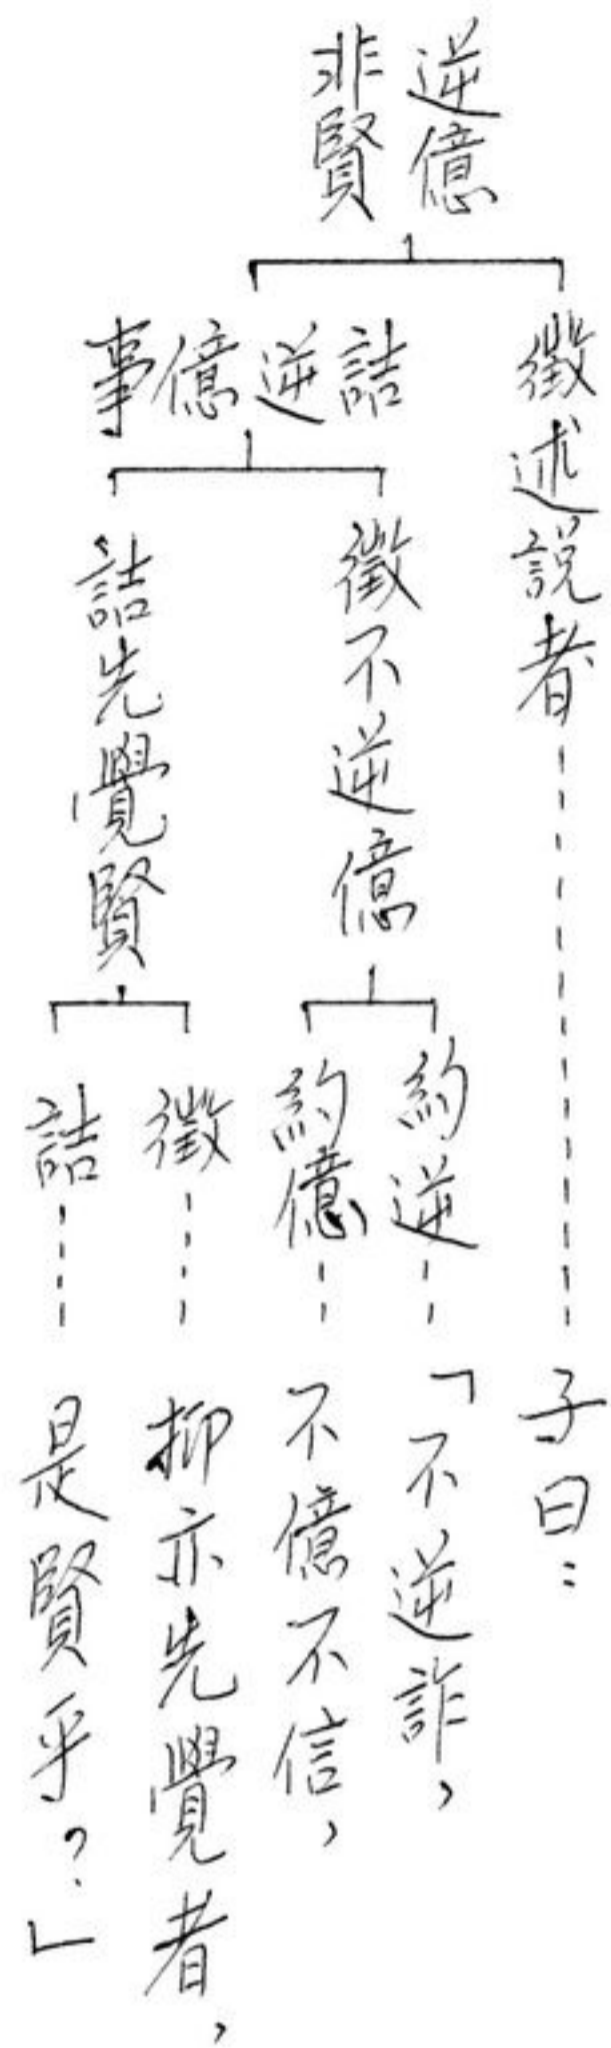 逆億
非賢
徵述說者
子曰：
詰逆億事
徵不逆億
約逆
「不逆詐，
約億
不億不信，
詰先覺賢
徵
抑亦先覺者，
詰
是賢乎？」